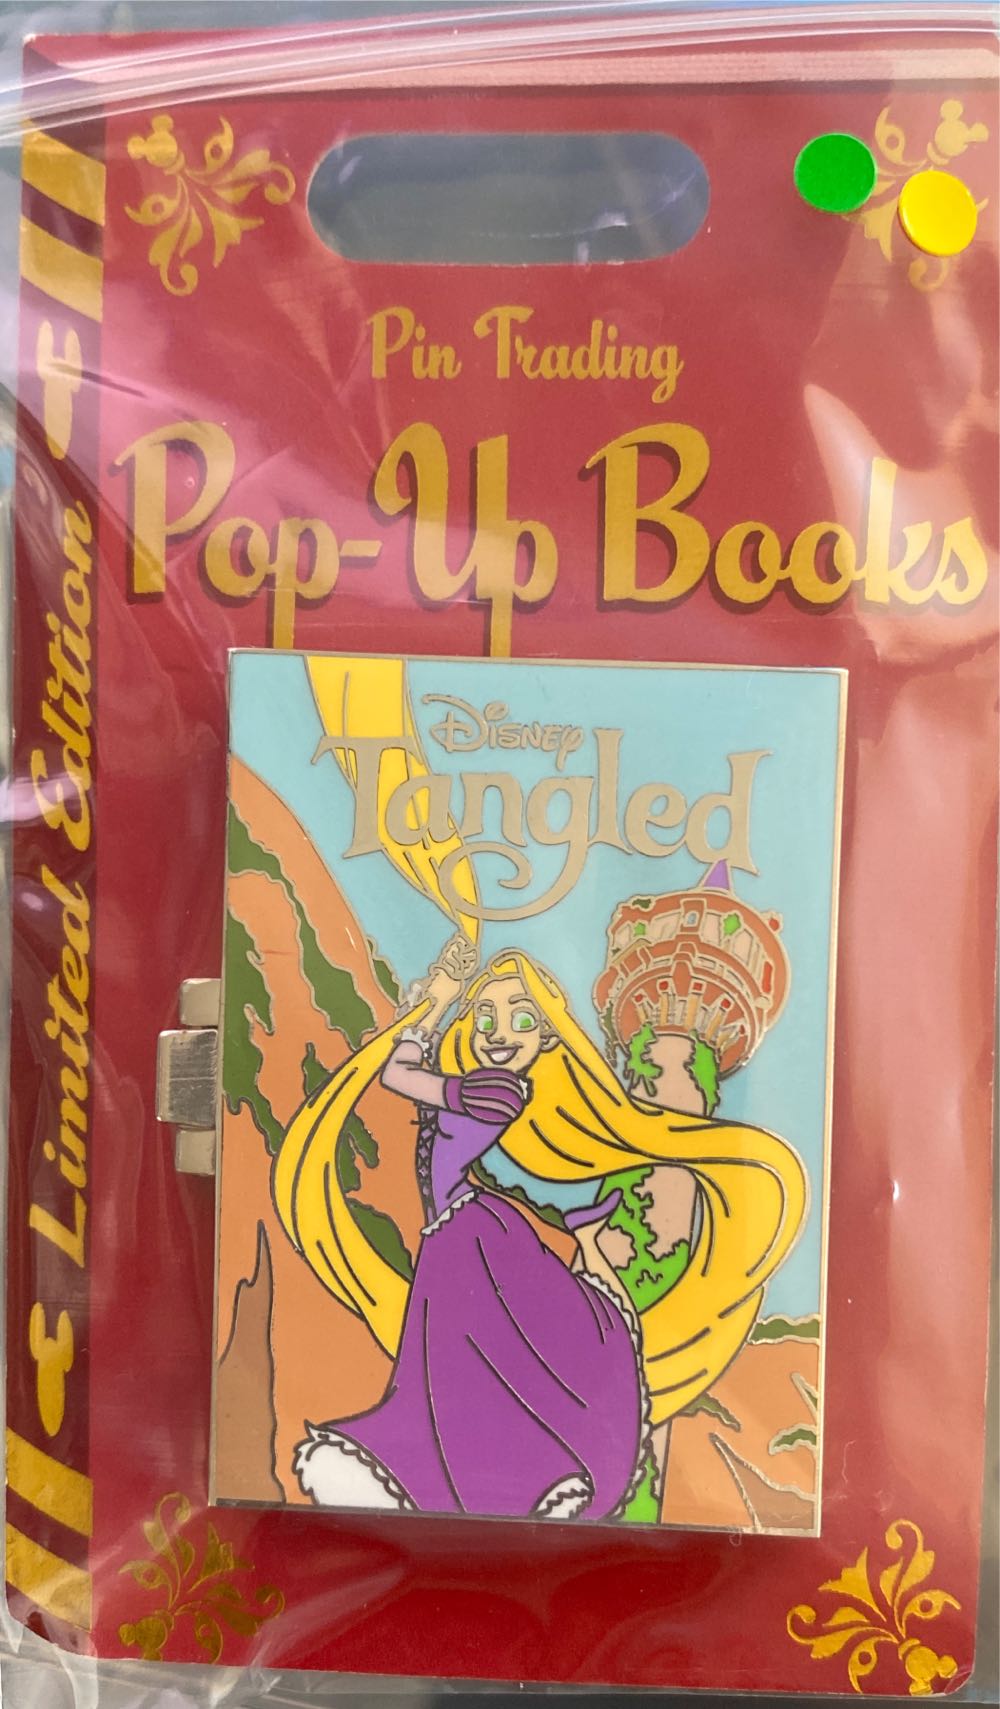 Pin Trading
Pop-Up Books
Limited Edition
Disney
Tangled